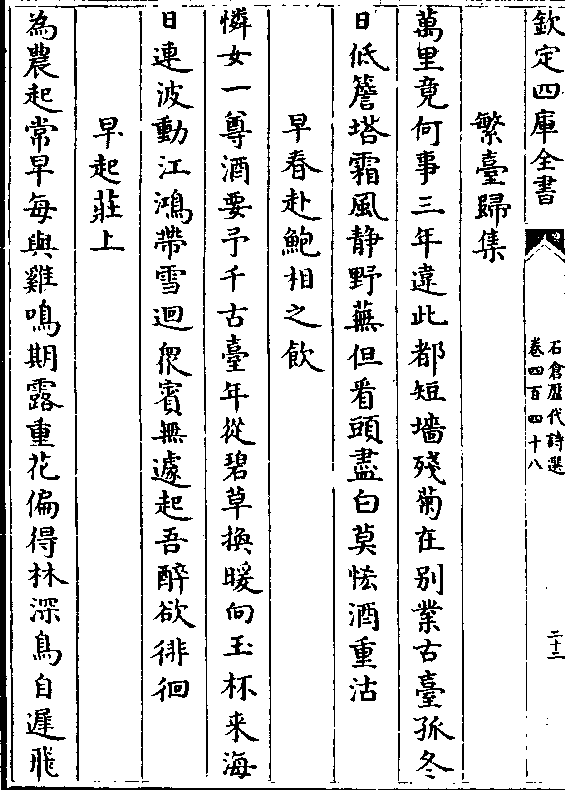 欽定四庫全書
石倉歴代詩選
卷四百四十八
二十二
繁臺歸集
萬里竟何事三年違此都短墻殘菊在别業古臺孤冬
日低簷塔霜風静野蕪但看頭盡白莫恠酒重沽
早春赴鮑相之飲
憐女一尊酒要予千古臺年從碧草換暖向玉杯来海
日連波動江鴻帶雪迴衆賓無遽起吾醉欲徘徊
早起莊上
為農起常早每與雞鳴期露重花偏得林深鳥自遲飛